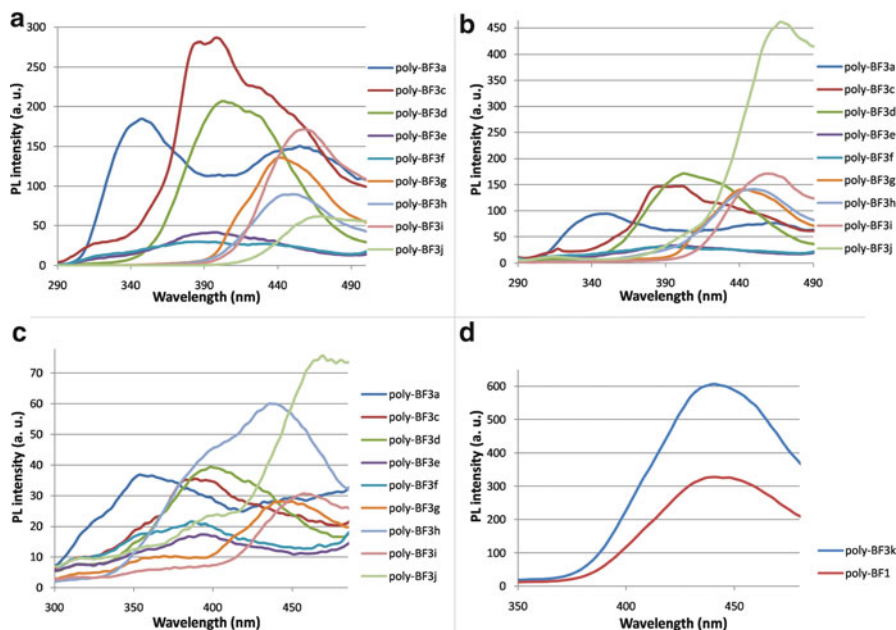 a
PL intensity (a. u.)
300
250
200
150
100
50
0
290 340 390 440 490
Wavelength (nm)
poly-BF3a
poly-BF3c
poly-BF3d
poly-BF3e
poly-BF3f
poly-BF3g
poly-BF3h
poly-BF3i
poly-BF3j
b
PL intensity (a. u.)
450
400
350
300
250
200
150
100
50
0
290 340 390 440 490
Wavelength (nm)
poly-BF3a
poly-BF3c
poly-BF3d
poly-BF3e
poly-BF3f
poly-BF3g
poly-BF3h
poly-BF3i
poly-BF3j
c
PL intensity (a. u.)
70
60
50
40
30
20
10
0
300 350 400 450
Wavelength (nm)
poly-BF3a
poly-BF3c
poly-BF3d
poly-BF3e
poly-BF3f
poly-BF3g
poly-BF3h
poly-BF3i
poly-BF3j
d
PL intensity (a. u.)
600
500
400
300
200
100
0
350 400 450
Wavelength (nm)
poly-BF3k
poly-BF1